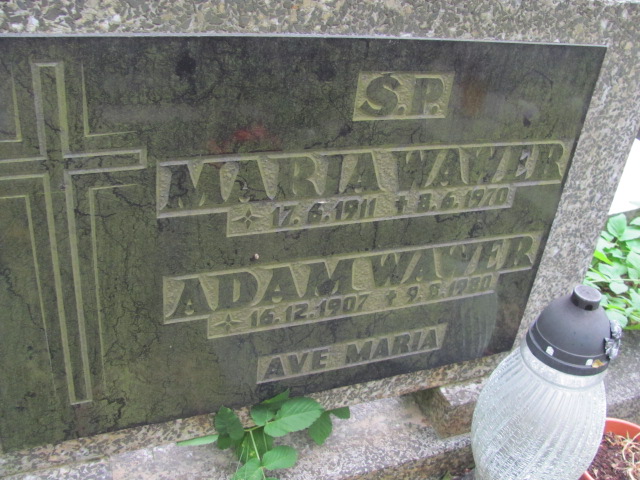 S.P.
MARIA WAWER
✶ 17.6.1911 ✝ 8.6.1970
ADAM WAWER
✶ 16.12.1907 ✝ 9.8.1980
AVE MARIA